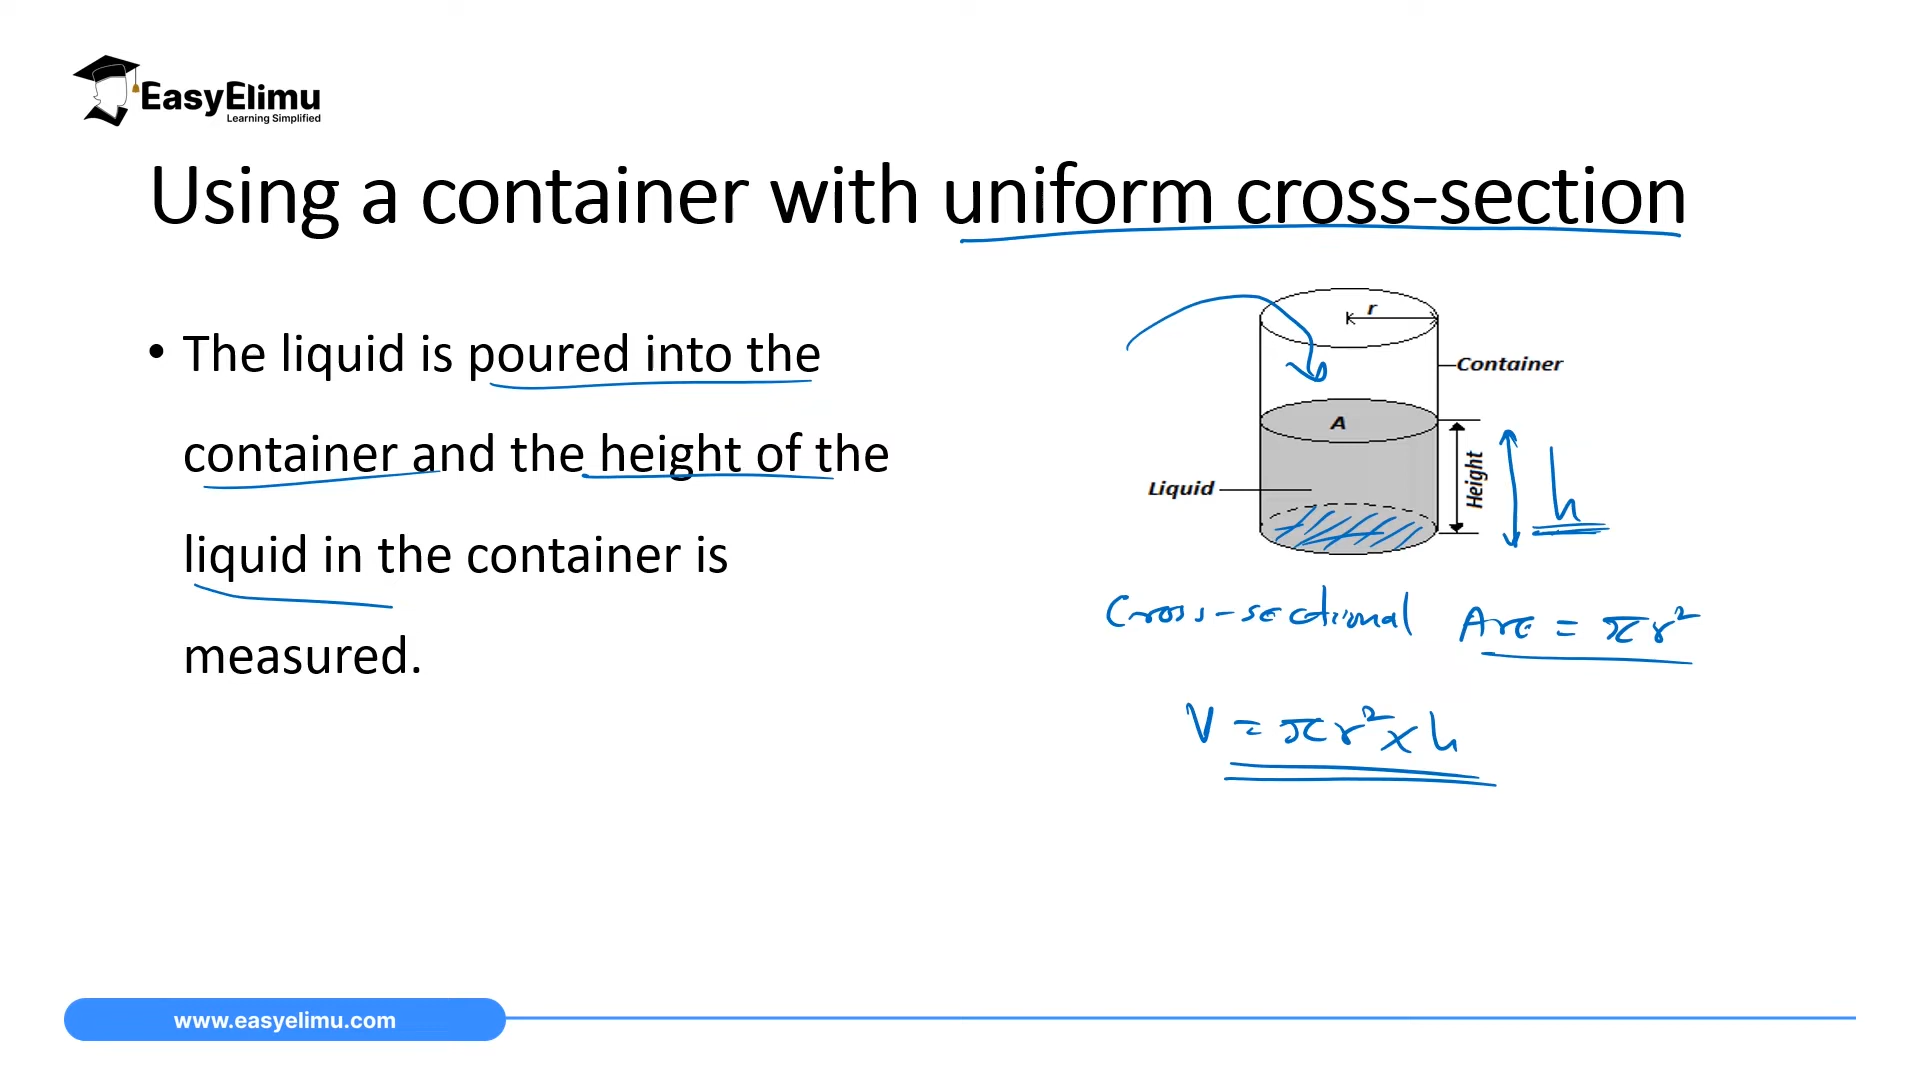 EasyElimu
Learning Simplified
Using a container with uniform cross-section
• The liquid is poured into the
container and the height of the
liquid in the container is
measured.
r
Container
A
Liquid
Height
h
Cross-sectional Are = πr²
V = πr² x h
www.easyelimu.com